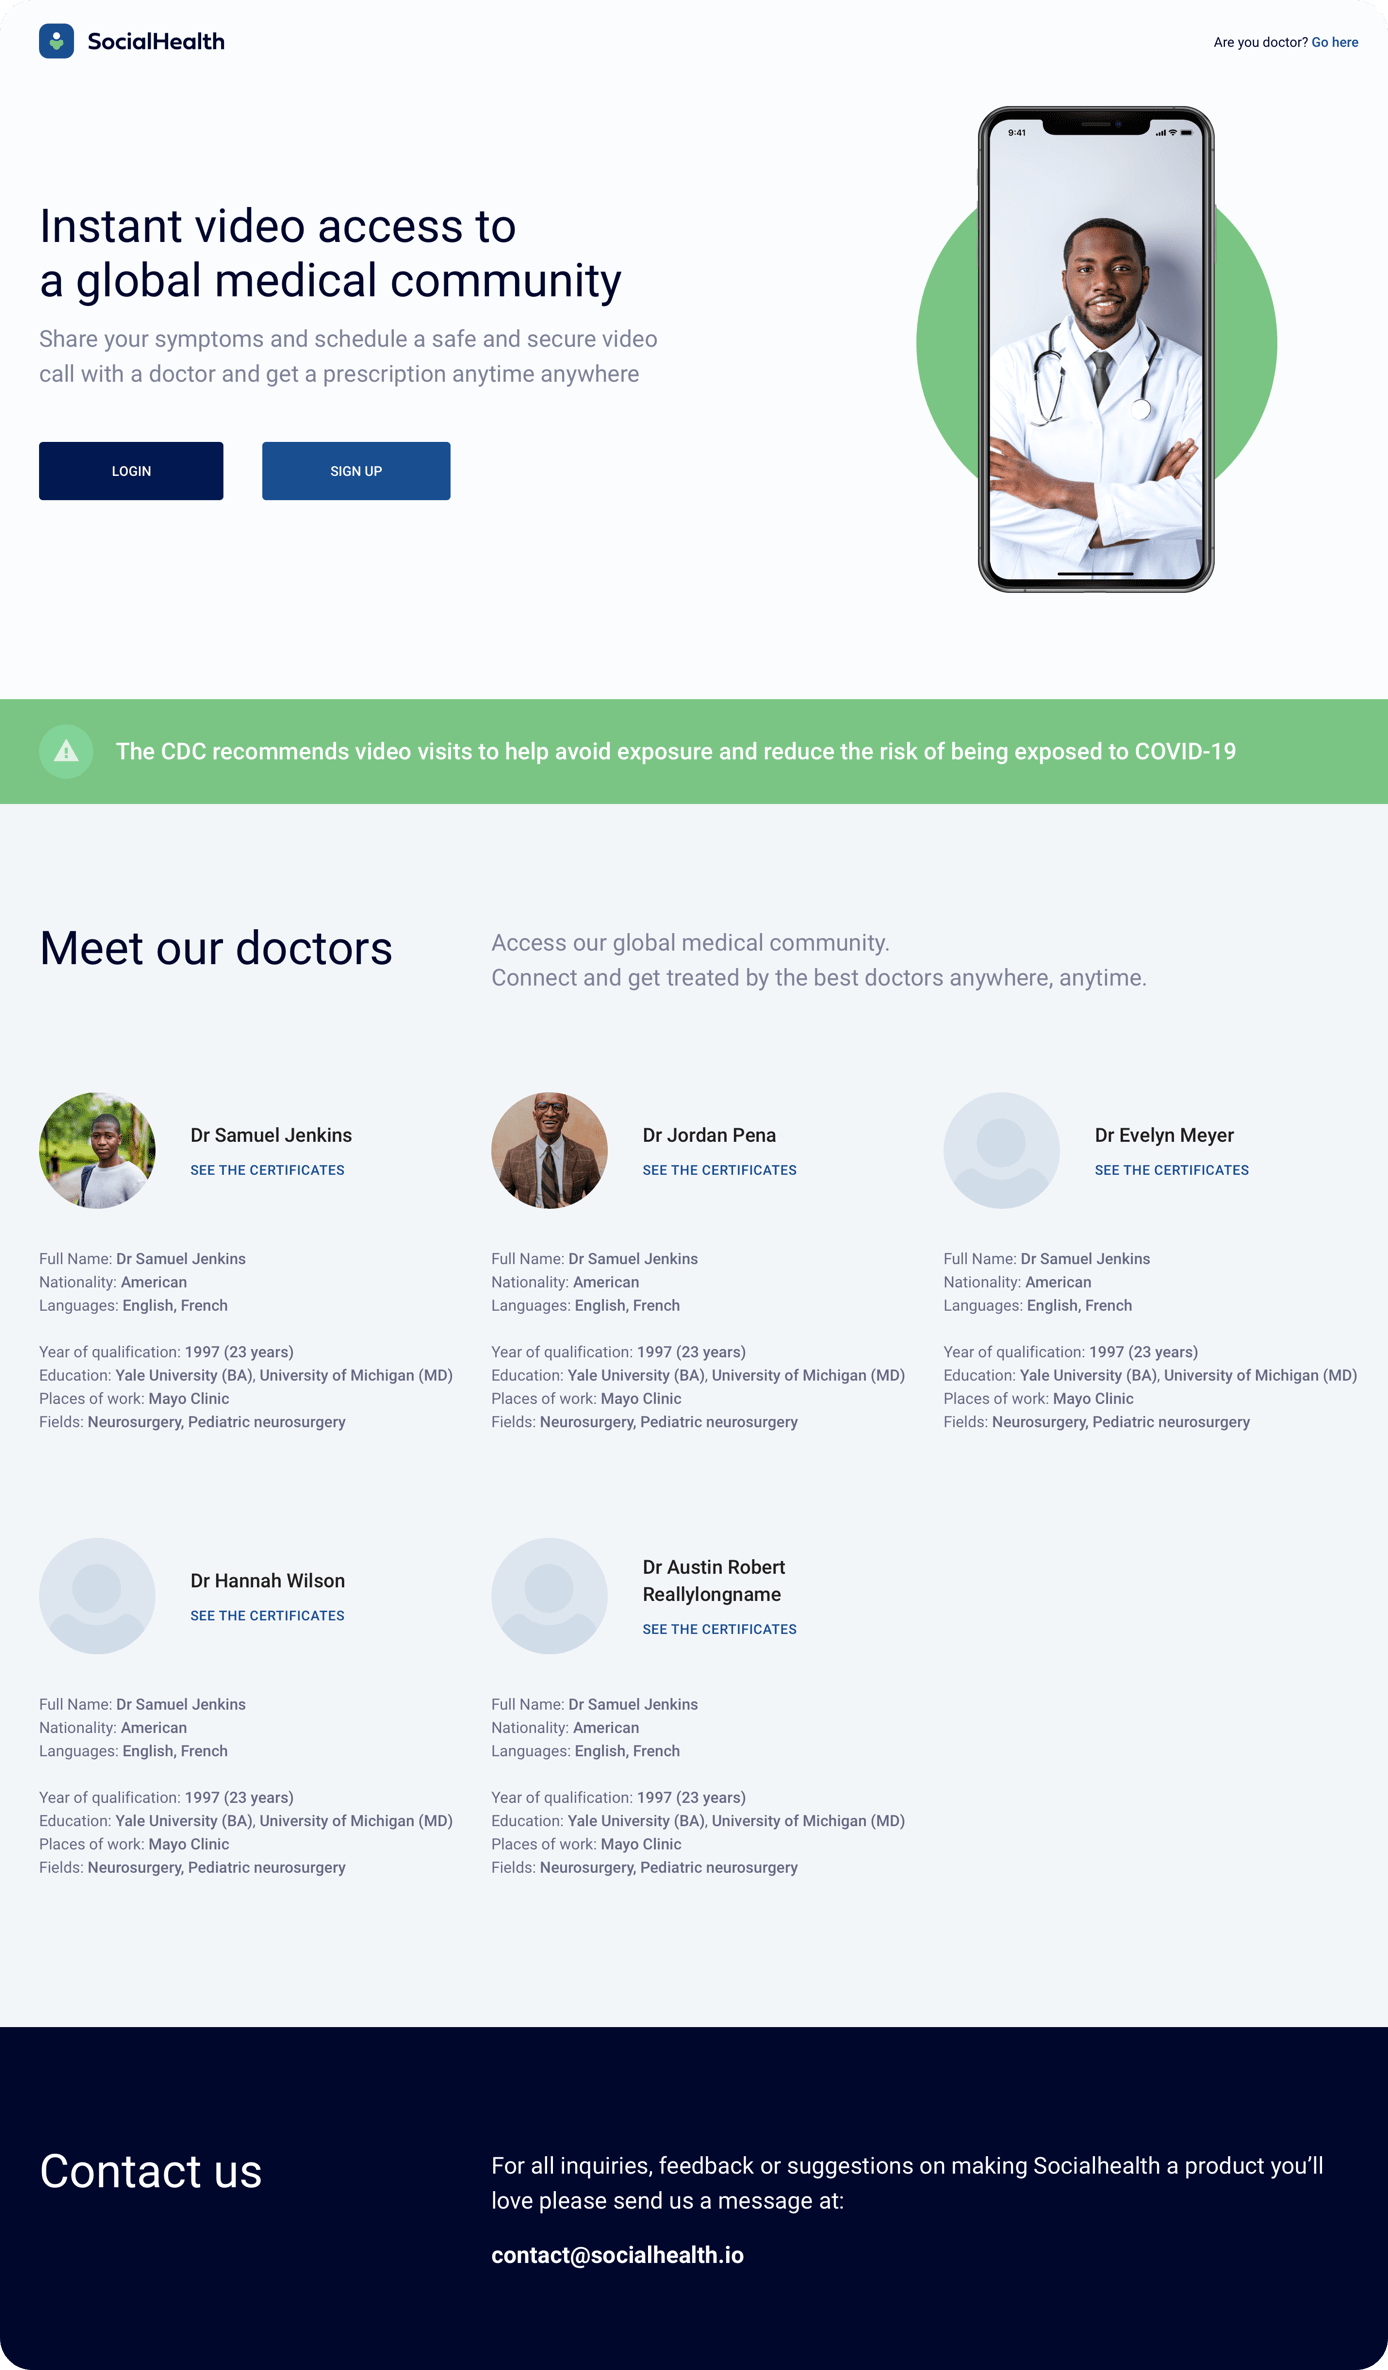 SocialHealth
Are you doctor? Go here
9:41
Instant video access to
a global medical community
Share your symptoms and schedule a safe and secure video
call with a doctor and get a prescription anytime anywhere
LOGIN
SIGN UP
The CDC recommends video visits to help avoid exposure and reduce the risk of being exposed to COVID-19
Meet our doctors
Access our global medical community.
Connect and get treated by the best doctors anywhere, anytime.
Dr Samuel Jenkins
SEE THE CERTIFICATES
Full Name: Dr Samuel Jenkins
Nationality: American
Languages: English, French
Year of qualification: 1997 (23 years)
Education: Yale University (BA), University of Michigan (MD)
Places of work: Mayo Clinic
Fields: Neurosurgery, Pediatric neurosurgery
Dr Jordan Pena
SEE THE CERTIFICATES
Full Name: Dr Samuel Jenkins
Nationality: American
Languages: English, French
Year of qualification: 1997 (23 years)
Education: Yale University (BA), University of Michigan (MD)
Places of work: Mayo Clinic
Fields: Neurosurgery, Pediatric neurosurgery
Dr Evelyn Meyer
SEE THE CERTIFICATES
Full Name: Dr Samuel Jenkins
Nationality: American
Languages: English, French
Year of qualification: 1997 (23 years)
Education: Yale University (BA), University of Michigan (MD)
Places of work: Mayo Clinic
Fields: Neurosurgery, Pediatric neurosurgery
Dr Hannah Wilson
SEE THE CERTIFICATES
Full Name: Dr Samuel Jenkins
Nationality: American
Languages: English, French
Year of qualification: 1997 (23 years)
Education: Yale University (BA), University of Michigan (MD)
Places of work: Mayo Clinic
Fields: Neurosurgery, Pediatric neurosurgery
Dr Austin Robert
Reallylongname
SEE THE CERTIFICATES
Full Name: Dr Samuel Jenkins
Nationality: American
Languages: English, French
Year of qualification: 1997 (23 years)
Education: Yale University (BA), University of Michigan (MD)
Places of work: Mayo Clinic
Fields: Neurosurgery, Pediatric neurosurgery
Contact us
For all inquiries, feedback or suggestions on making Socialhealth a product you’ll
love please send us a message at:
contact@socialhealth.io